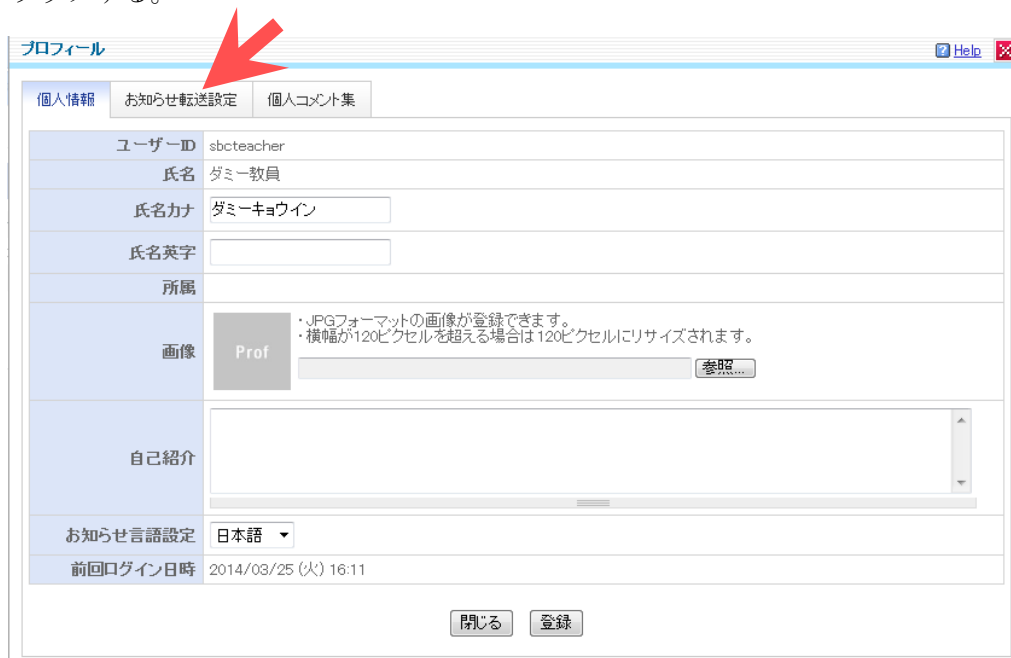 プロフィール
Help
個人情報 お知らせ転送設定 個人コメント集
ユーザーID sbcteacher
氏名 ダミー教員
氏名カナ ダミーキョウイン
氏名英字
所属
画像
Prof
・JPGフォーマットの画像が登録できます。
・横幅が120ピクセルを超える場合は120ピクセルにリサイズされます。
参照...
自己紹介
お知らせ言語設定 日本語
前回ログイン日時 2014/03/25 (火) 16:11
閉じる 登録